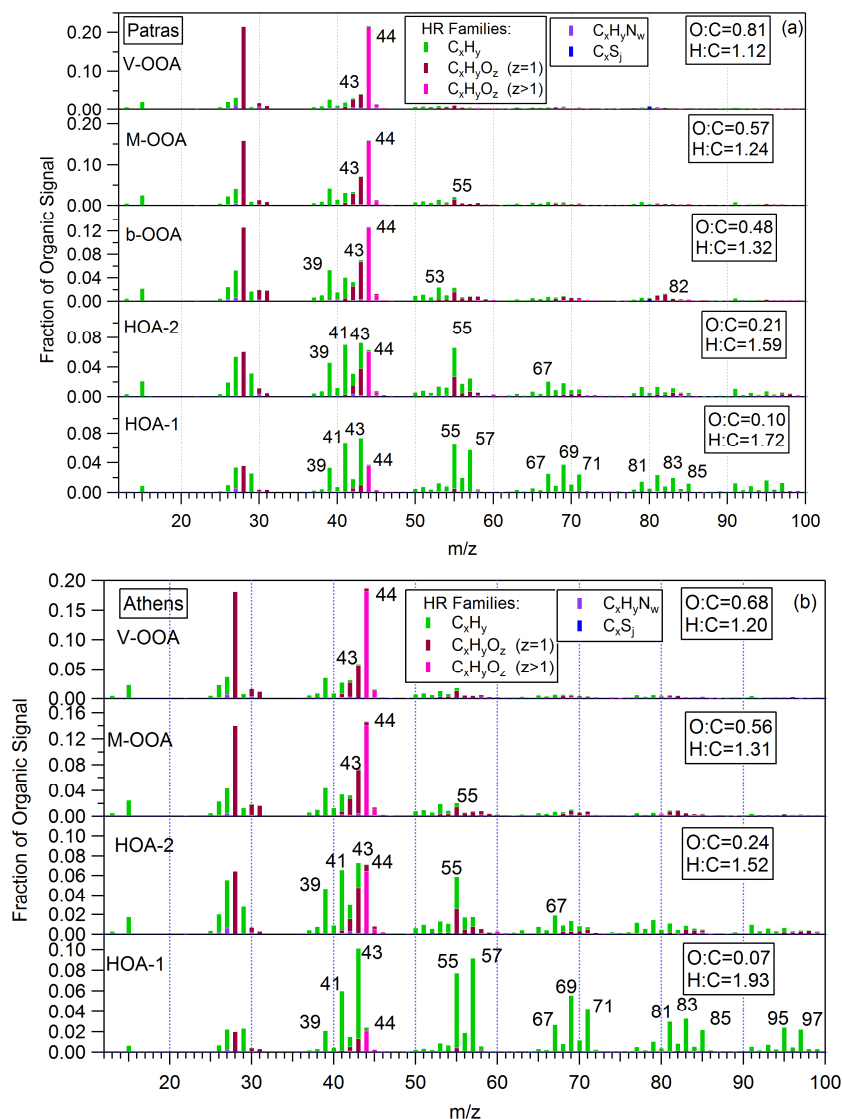 Patras
V-OOA
HR Families:
CxHy
CxHyOz (z=1)
CxHyOz (z>1)
CxHyNw
CxSj
O:C=0.81
H:C=1.12
(a)
43
44
0.20
0.10
0.00
M-OOA
O:C=0.57
H:C=1.24
43
44
55
0.20
0.10
0.00
b-OOA
O:C=0.48
H:C=1.32
39
43
44
53
82
0.12
0.06
0.00
HOA-2
O:C=0.21
H:C=1.59
39
41
43
44
55
67
0.08
0.04
0.00
HOA-1
O:C=0.10
H:C=1.72
39
41
43
44
55
57
67
69
71
81
83
85
0.08
0.04
0.00
Fraction of Organic Signal
20 30 40 50 60 70 80 90 100
m/z
Athens
V-OOA
HR Families:
CxHy
CxHyOz (z=1)
CxHyOz (z>1)
CxHyNw
CxSj
O:C=0.68
H:C=1.20
(b)
43
44
0.20
0.15
0.10
0.05
0.00
M-OOA
O:C=0.56
H:C=1.31
43
44
55
0.16
0.12
0.08
0.04
0.00
HOA-2
O:C=0.24
H:C=1.52
39
41
43
44
55
67
0.10
0.08
0.06
0.04
0.02
0.00
HOA-1
O:C=0.07
H:C=1.93
39
41
43
44
55
57
67
69
71
81
83
85
95
97
0.10
0.08
0.06
0.04
0.02
0.00
Fraction of Organic Signal
20 30 40 50 60 70 80 90 100
m/z